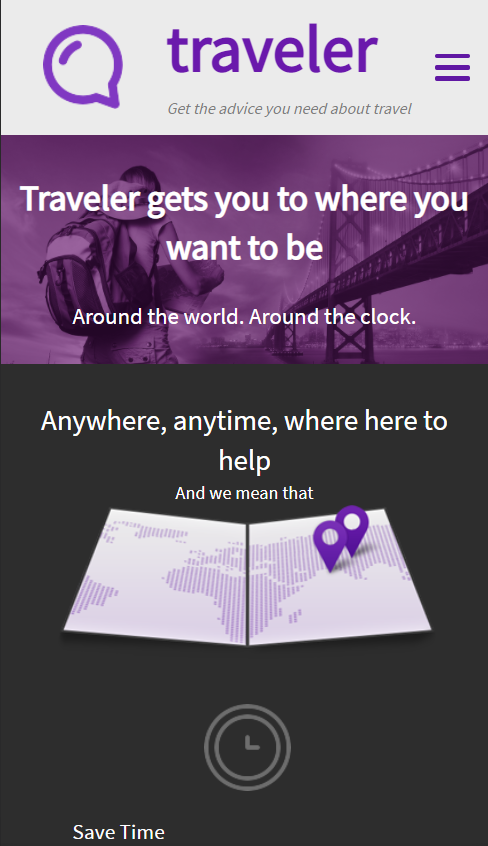 traveler
Get the advice you need about travel
Traveler gets you to where you
want to be
Around the world. Around the clock.
Anywhere, anytime, where here to
help
And we mean that
Save Time